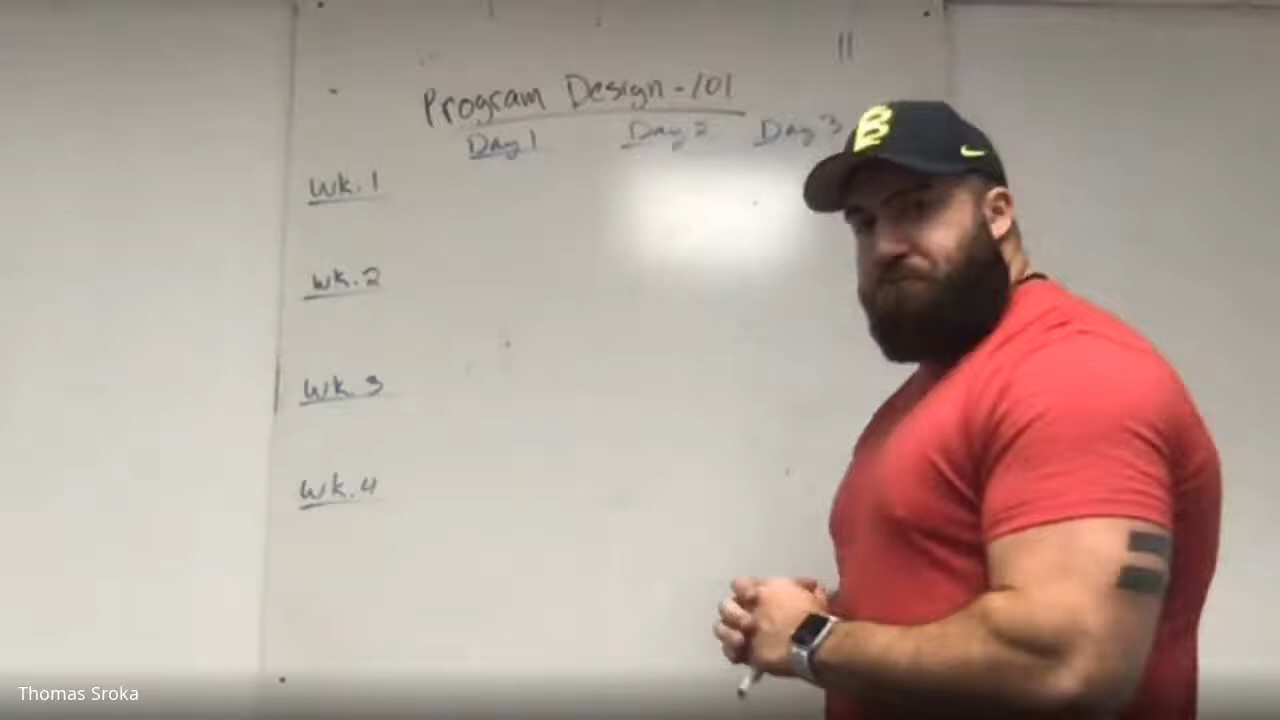 Program Design - 101
Day 1 Day 2 Day 3
Wk. 1
Wk. 2
Wk. 3
Wk. 4
Thomas Sroka